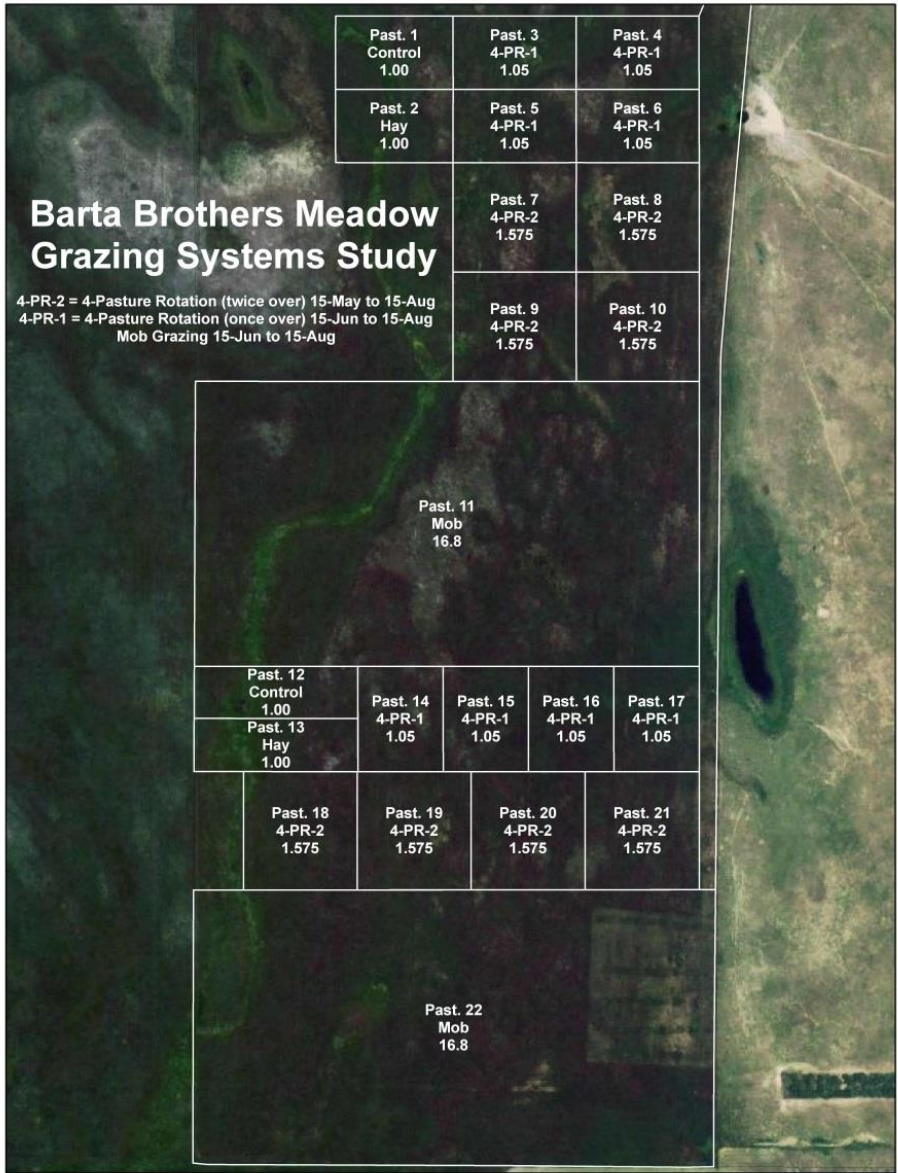 Past. 1
Control
1.00
Past. 3
4-PR-1
1.05
Past. 4
4-PR-1
1.05
Past. 2
Hay
1.00
Past. 5
4-PR-1
1.05
Past. 6
4-PR-1
1.05
Barta Brothers Meadow
Grazing Systems Study
4-PR-2 = 4-Pasture Rotation (twice over) 15-May to 15-Aug
4-PR-1 = 4-Pasture Rotation (once over) 15-Jun to 15-Aug
Mob Grazing 15-Jun to 15-Aug
Past. 7
4-PR-2
1.575
Past. 8
4-PR-2
1.575
Past. 9
4-PR-2
1.575
Past. 10
4-PR-2
1.575
Past. 11
Mob
16.8
Past. 12
Control
1.00
Past. 13
Hay
1.00
Past. 14
4-PR-1
1.05
Past. 15
4-PR-1
1.05
Past. 16
4-PR-1
1.05
Past. 17
4-PR-1
1.05
Past. 18
4-PR-2
1.575
Past. 19
4-PR-2
1.575
Past. 20
4-PR-2
1.575
Past. 21
4-PR-2
1.575
Past. 22
Mob
16.8